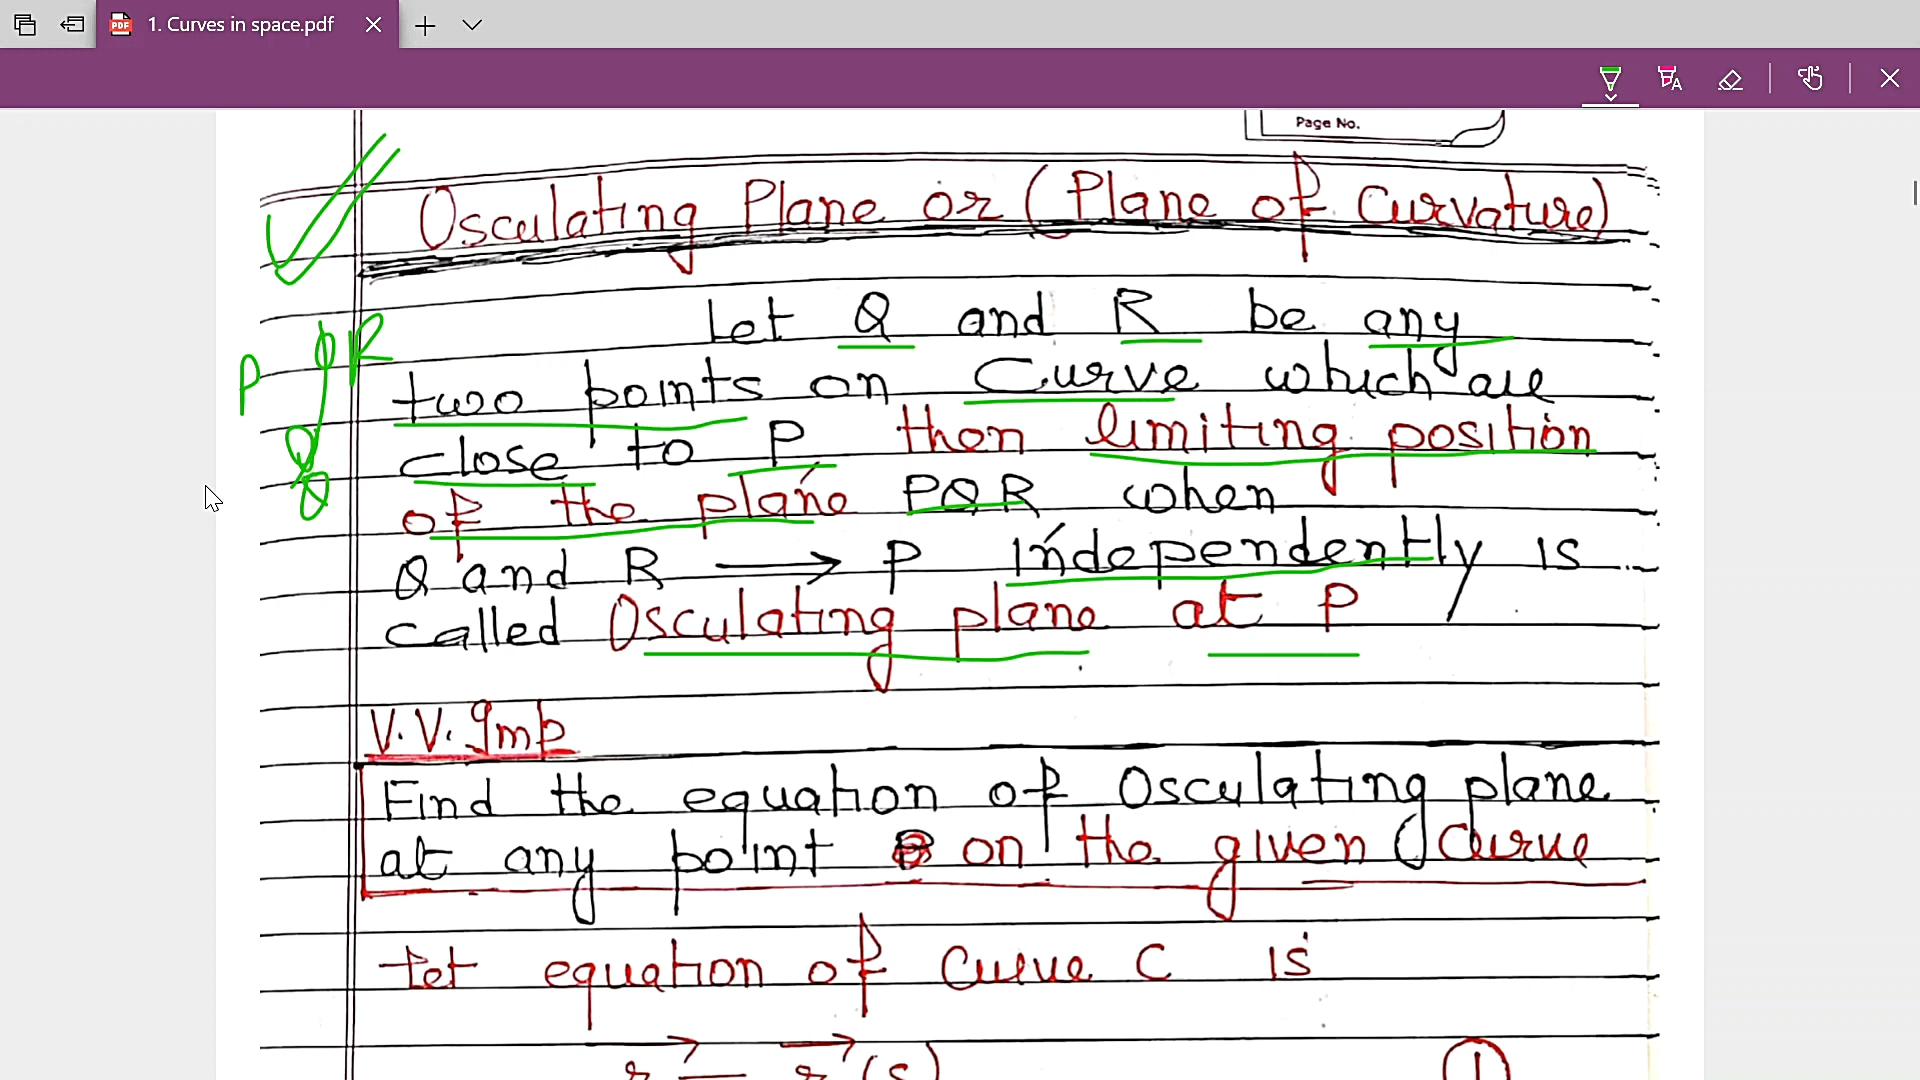 1. Curves in space.pdf
Page No.
Osculating Plane or (Plane of Curvature)
Let Q and R be any
two points on Curve which are
close to P then limiting position
of the plane PQR when
Q and R → P independently is
called Osculating plane at P
P R
Q
V.V. Imp
Find the equation of Osculating plane
at any point P on the given Curve
Let equation of Curve C is
r = r(s) 1